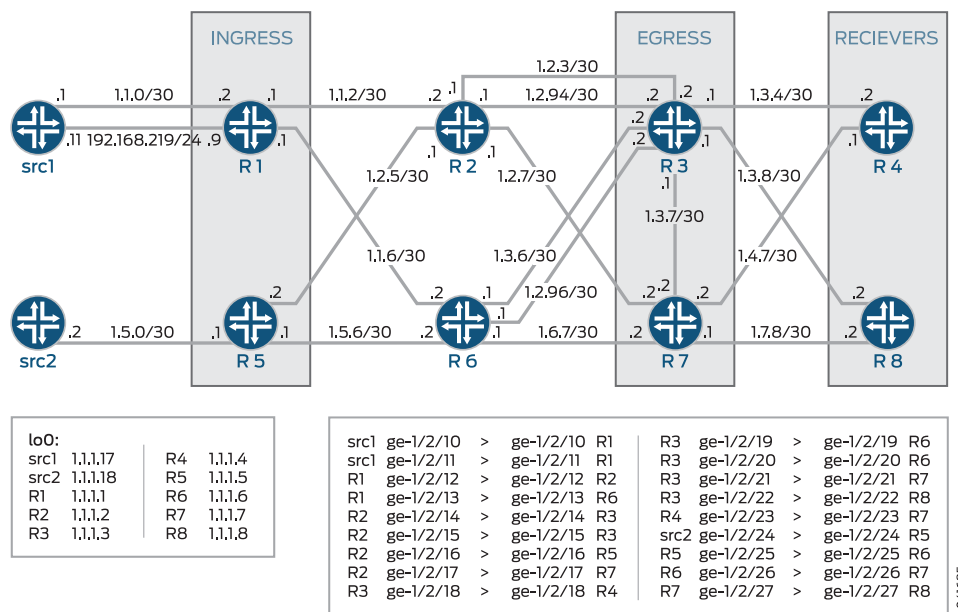 INGRESS
EGRESS
RECIEVERS
1.2.3/30
.1 1.1.0/30 .2 .1 1.1.2/30 .2 .1 .1 1.2.94/30 .2 .2 .1 1.3.4/30 .2
.11 192.168.219/24 .9 .1 .1 .1 .2 .2 .1 .1
src1 R 1 R 2 R 3 R 4
1.2.5/30 1.2.7/30 .1 1.3.8/30
1.3.7/30
1.1.6/30 1.3.6/30 1.4.7/30
1.2.96/30
.2 .2 .1 .2 .2 .2 .2
.1
.2 1.5.0/30 .1 .1 1.5.6/30 .2 .1 1.6.7/30 .2 .1 1.7.8/30 .2
src2 R 5 R 6 R 7 R 8
lo0:
src1 1.1.1.17 R4 1.1.1.4
src2 1.1.1.18 R5 1.1.1.5
R1 1.1.1.1 R6 1.1.1.6
R2 1.1.1.2 R7 1.1.1.7
R3 1.1.1.3 R8 1.1.1.8
src1 ge-1/2/10 > ge-1/2/10 R1 R3 ge-1/2/19 > ge-1/2/19 R6
src1 ge-1/2/11 > ge-1/2/11 R1 R3 ge-1/2/20 > ge-1/2/20 R6
R1 ge-1/2/12 > ge-1/2/12 R2 R3 ge-1/2/21 > ge-1/2/21 R7
R1 ge-1/2/13 > ge-1/2/13 R6 R3 ge-1/2/22 > ge-1/2/22 R8
R2 ge-1/2/14 > ge-1/2/14 R3 R4 ge-1/2/23 > ge-1/2/23 R7
R2 ge-1/2/15 > ge-1/2/15 R3 src2 ge-1/2/24 > ge-1/2/24 R5
R2 ge-1/2/16 > ge-1/2/16 R5 R5 ge-1/2/25 > ge-1/2/25 R6
R2 ge-1/2/17 > ge-1/2/17 R7 R6 ge-1/2/26 > ge-1/2/26 R7
R3 ge-1/2/18 > ge-1/2/18 R4 R7 ge-1/2/27 > ge-1/2/27 R8